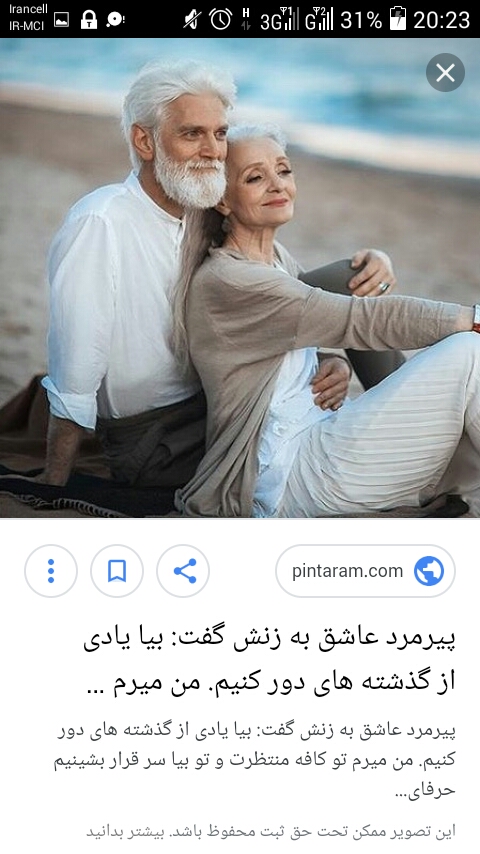 Irancell
IR-MCI
H
3G
1
G
2
31%
20:23
pintaram.com
پیرمرد عاشق به زنش گفت: بیا یادی
از گذشته های دور کنیم. من میرم ...
پیرمرد عاشق به زنش گفت: بیا یادی از گذشته های دور
کنیم. من میرم تو کافه منتظرت و تو بیا سر قرار بشینیم
حرفای...
این تصویر ممکن تحت حق ثبت محفوظ باشد. بیشتر بدانید